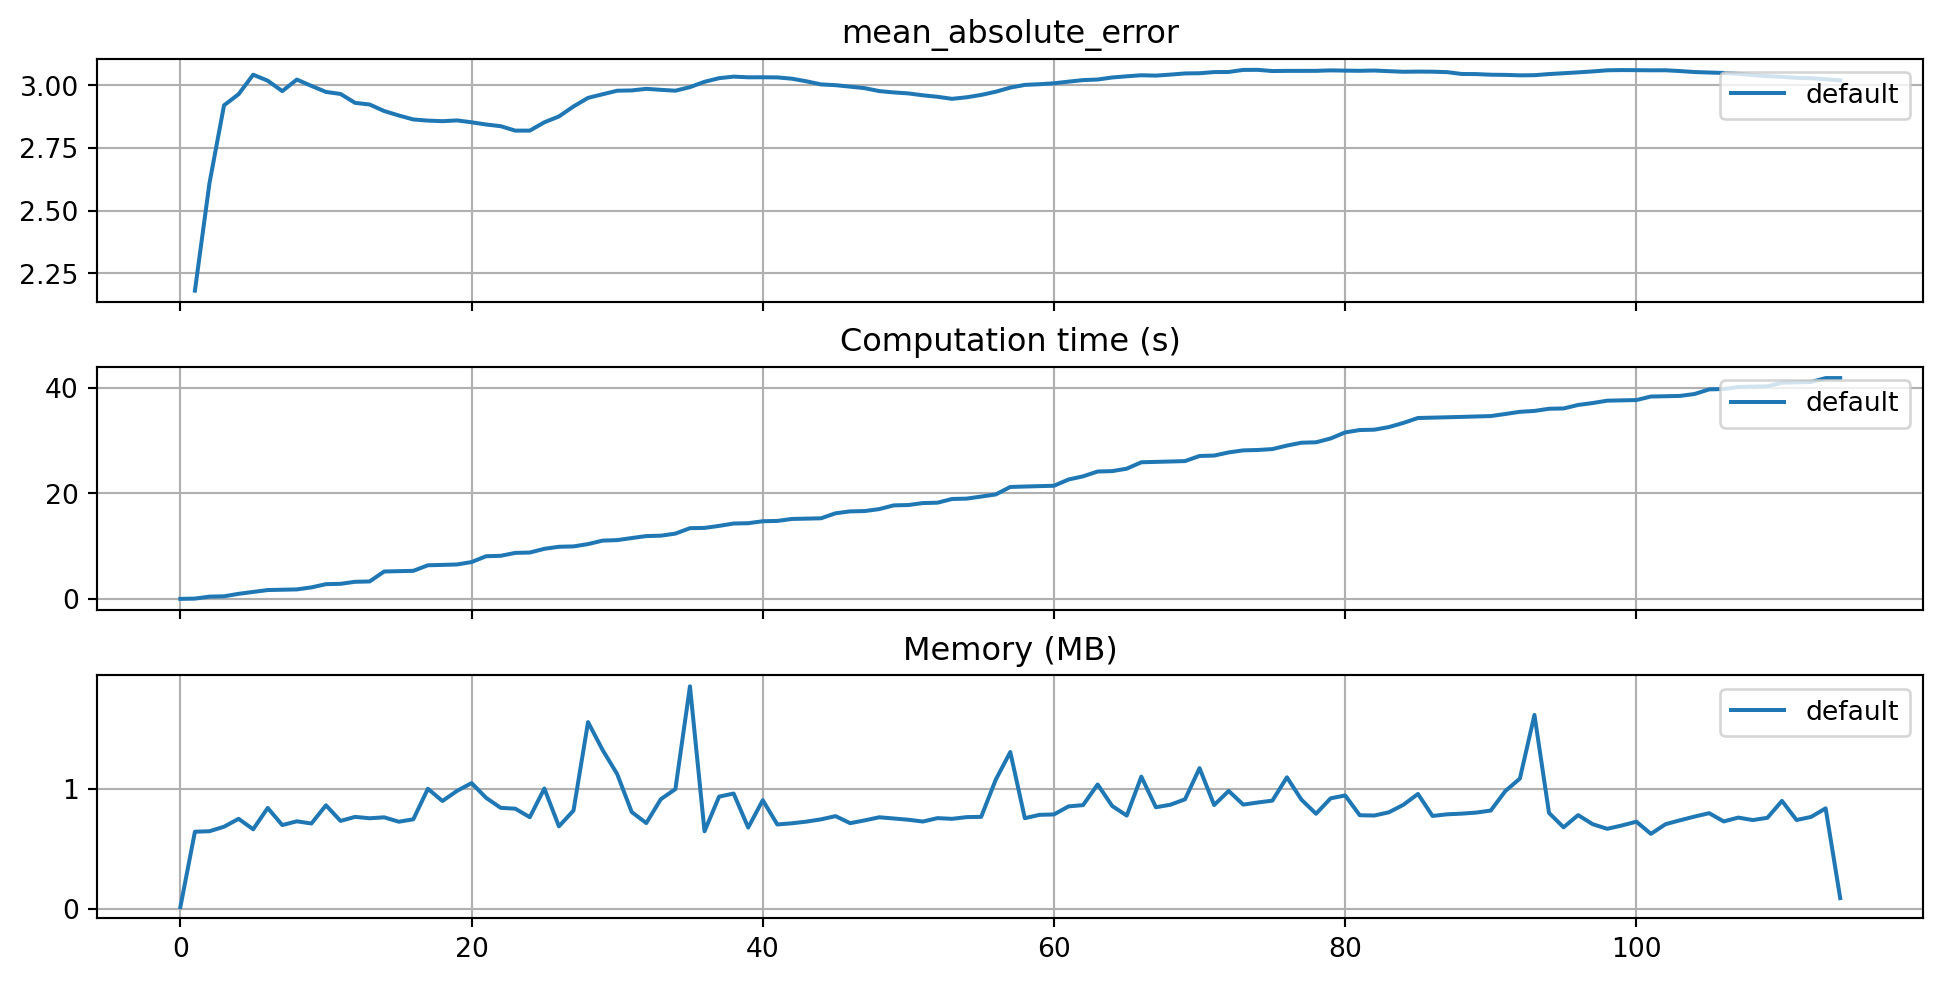 mean_absolute_error
3.00
2.75
2.50
2.25
default
Computation time (s)
40
20
0
default
Memory (MB)
1
0
default
0 20 40 60 80 100